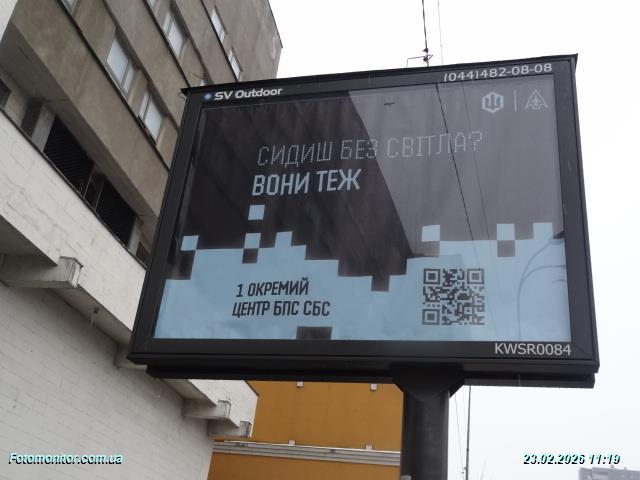 SV Outdoor
(044)482-08-08
СИДИШ БЕЗ СВІТЛА?
ВОНИ ТЕЖ
1 ОКРЕМИЙ
ЦЕНТР БПС СБС
KWSR0084
Fotomonitor.com.ua
23.02.2026 11:19